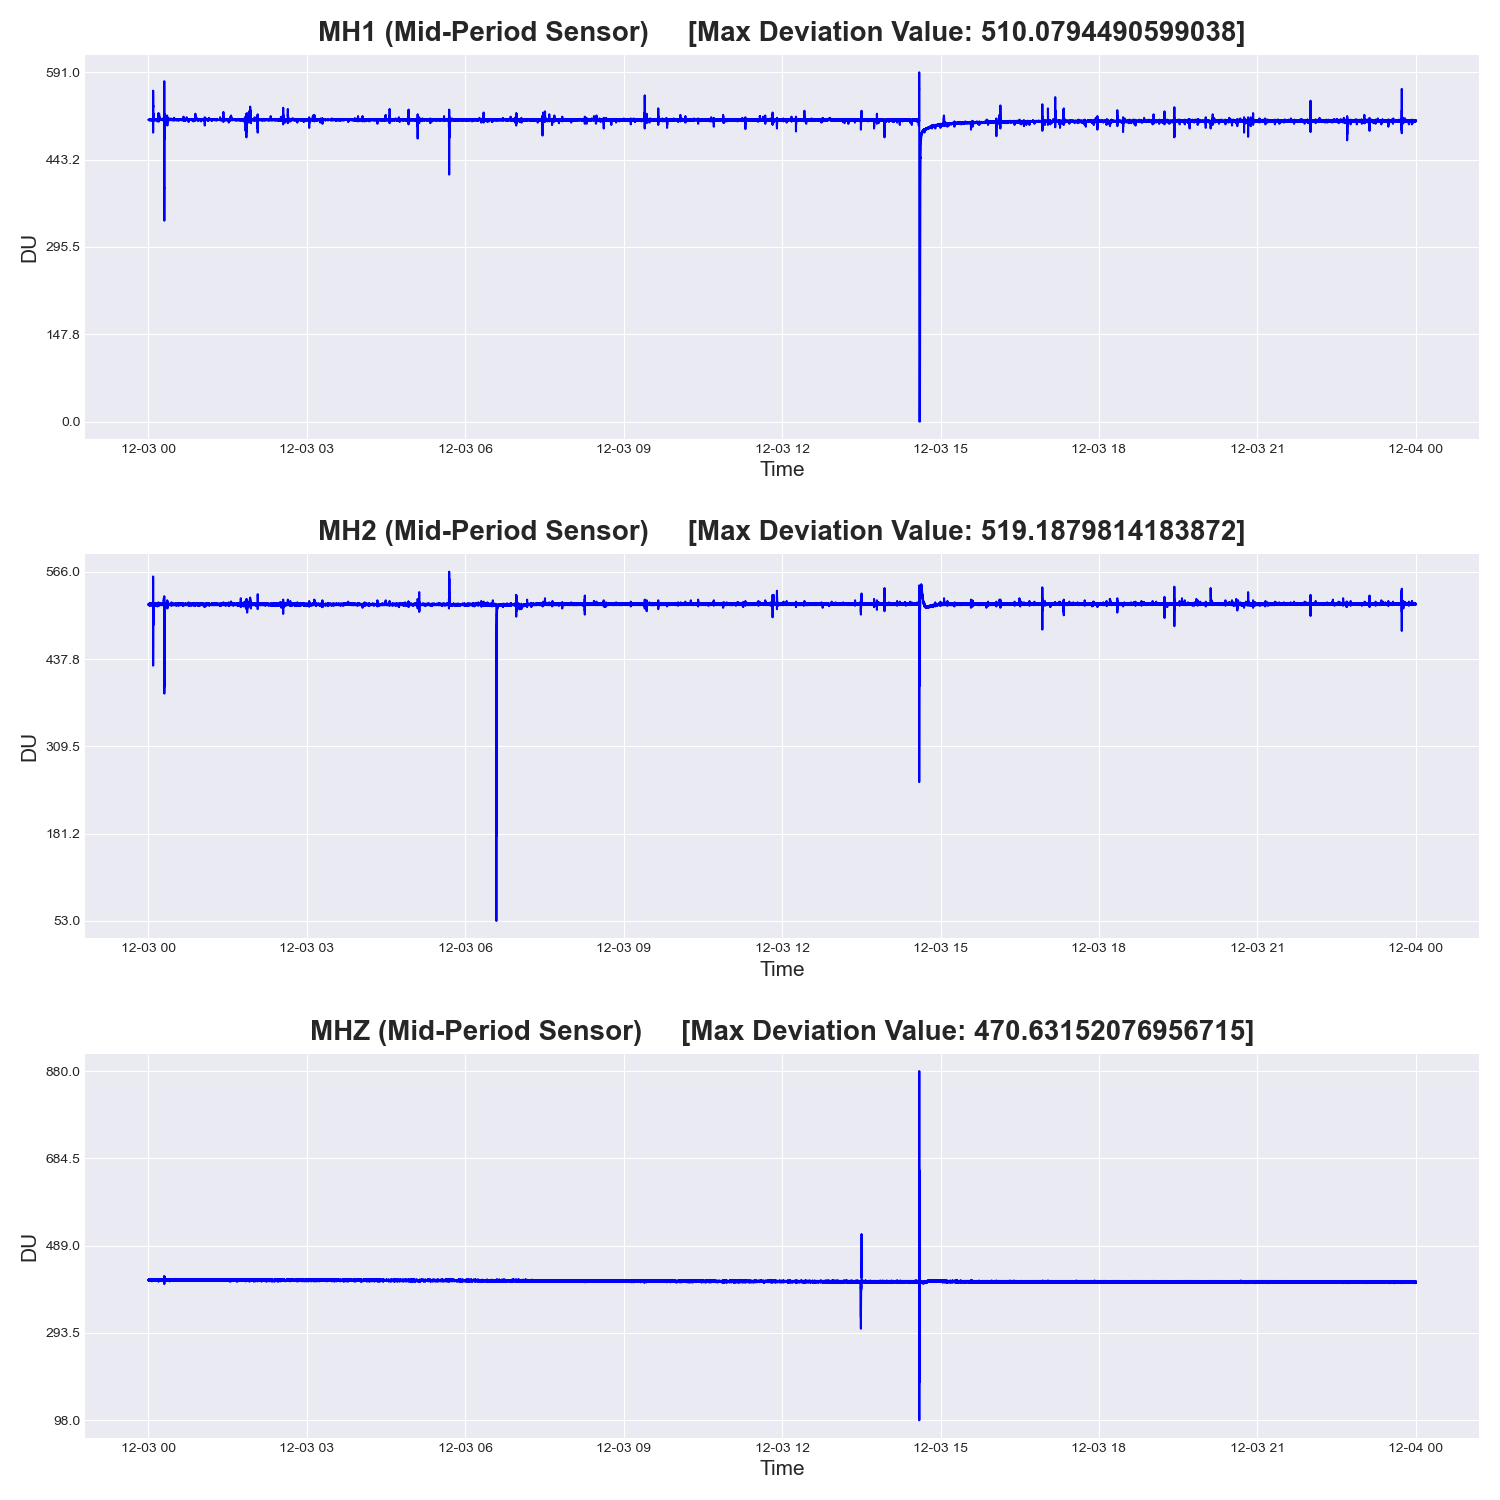 MH1 (Mid-Period Sensor) [Max Deviation Value: 510.0794490599038]
591.0
443.2
295.5
147.8
0.0
DU
12-03 00 12-03 03 12-03 06 12-03 09 12-03 12 12-03 15 12-03 18 12-03 21 12-04 00
Time
MH2 (Mid-Period Sensor) [Max Deviation Value: 519.1879814183872]
566.0
437.8
309.5
181.2
53.0
DU
12-03 00 12-03 03 12-03 06 12-03 09 12-03 12 12-03 15 12-03 18 12-03 21 12-04 00
Time
MHZ (Mid-Period Sensor) [Max Deviation Value: 470.63152076956715]
880.0
684.5
489.0
293.5
98.0
DU
12-03 00 12-03 03 12-03 06 12-03 09 12-03 12 12-03 15 12-03 18 12-03 21 12-04 00
Time